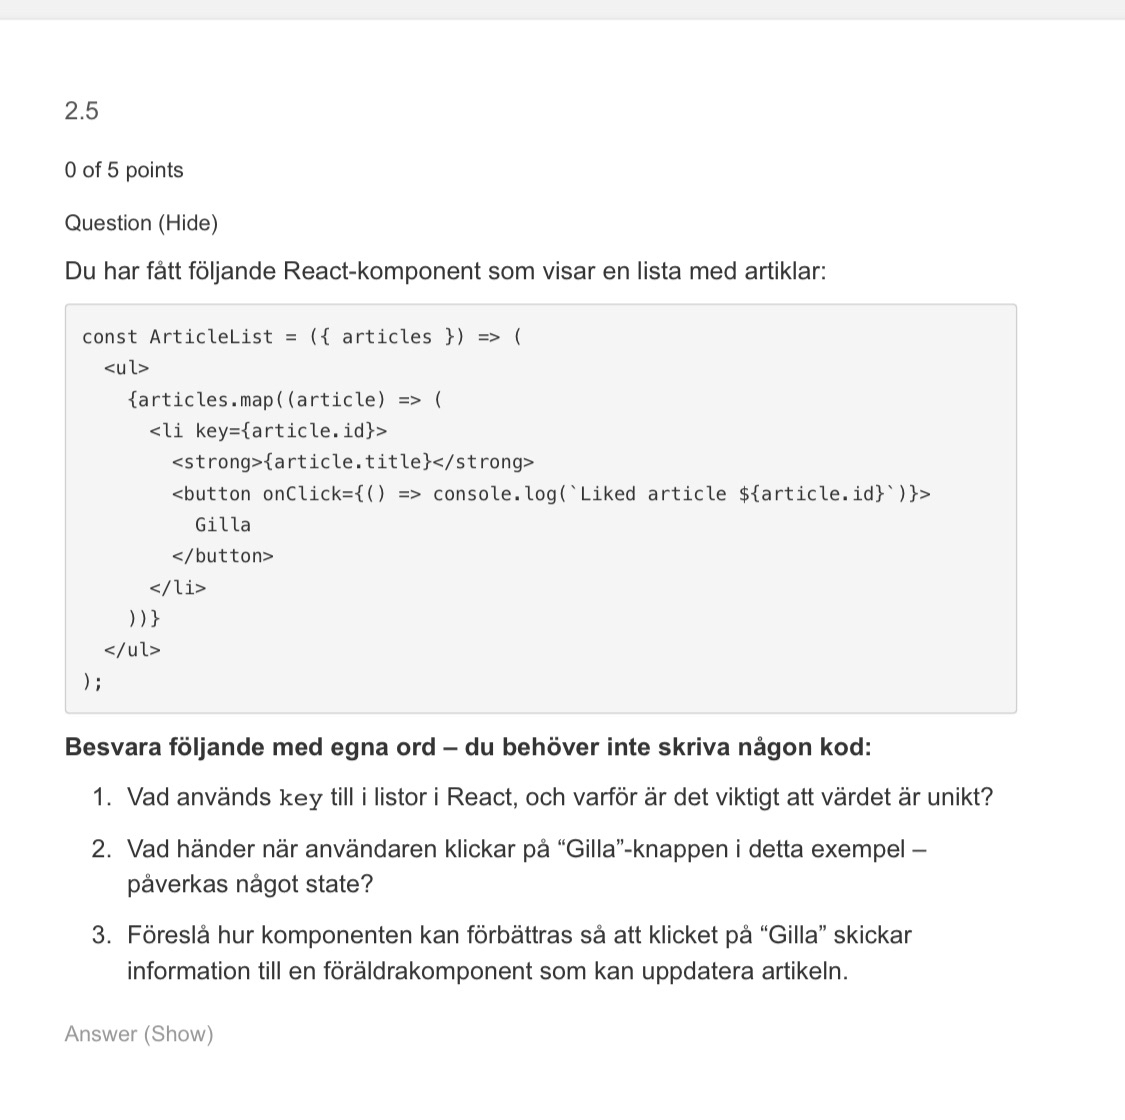 2.5
0 of 5 points
Question (Hide)
Du har fått följande React-komponent som visar en lista med artiklar:
const ArticleList = ({ articles }) => (
  <ul>
    {articles.map((article) => (
      <li key={article.id}>
        <strong>{article.title}</strong>
        <button onClick={() => console.log(`Liked article ${article.id}`)}>
          Gilla
        </button>
      </li>
    ))}
  </ul>
);
Besvara följande med egna ord – du behöver inte skriva någon kod:
1. Vad används key till i listor i React, och varför är det viktigt att värdet är unikt?
2. Vad händer när användaren klickar på “Gilla”-knappen i detta exempel –
påverkas något state?
3. Föreslå hur komponenten kan förbättras så att klicket på “Gilla” skickar
information till en föräldrakomponent som kan uppdatera artikeln.
Answer (Show)